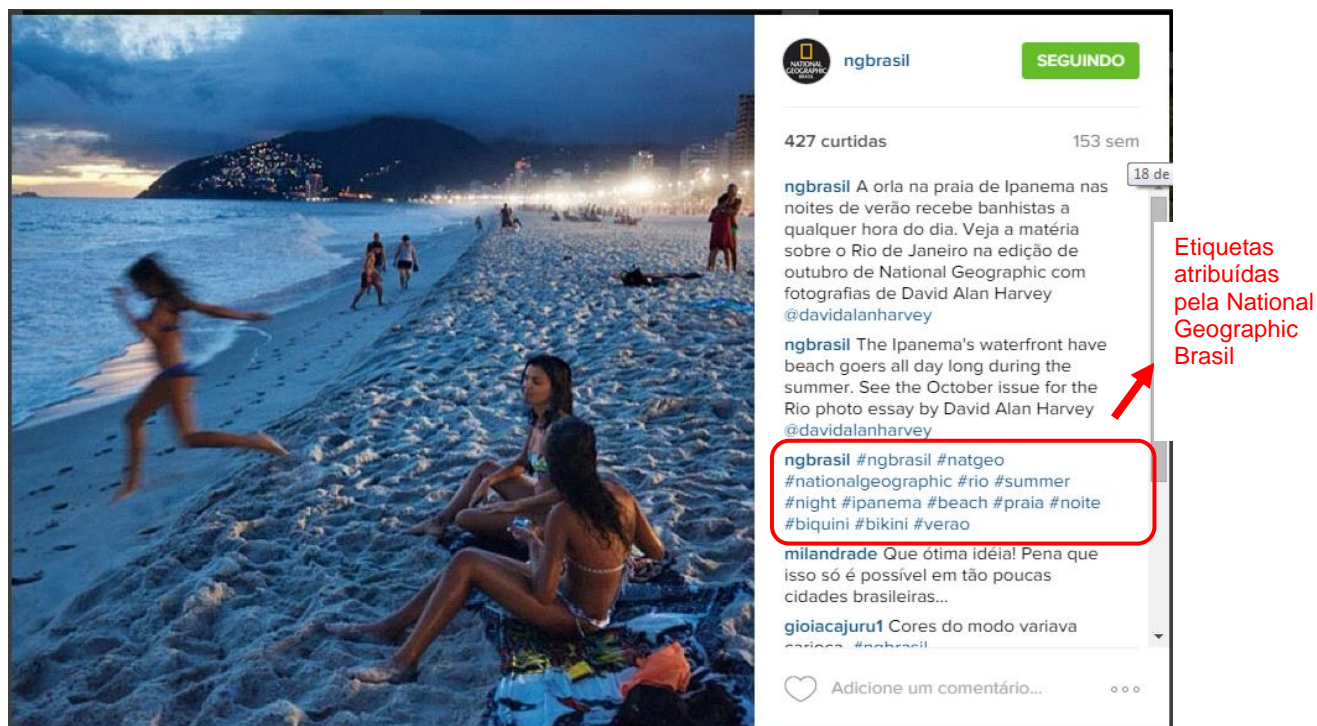 NATIONAL
GEOGRAPHIC
BRASIL
ngbrasil
SEGUINDO
427 curtidas
153 sem
18 de
ngbrasil A orla na praia de Ipanema nas
noites de verão recebe banhistas a
qualquer hora do dia. Veja a matéria
sobre o Rio de Janeiro na edição de
outubro de National Geographic com
fotografias de David Alan Harvey
@davidalanharvey
ngbrasil The Ipanema's waterfront have
beach goers all day long during the
summer. See the October issue for the
Rio photo essay by David Alan Harvey
@davidalanharvey
ngbrasil #ngbrasil #natgeo
#nationalgeographic #rio #summer
#night #ipanema #beach #praia #noite
#biquini #bikini #verao
milandrade Que ótima idéia! Pena que
isso só é possível em tão poucas
cidades brasileiras...
gioiacajuru1 Cores do modo variava
carioca #ngbrasil
Adicione um comentário...
Etiquetas
atribuídas
pela National
Geographic
Brasil